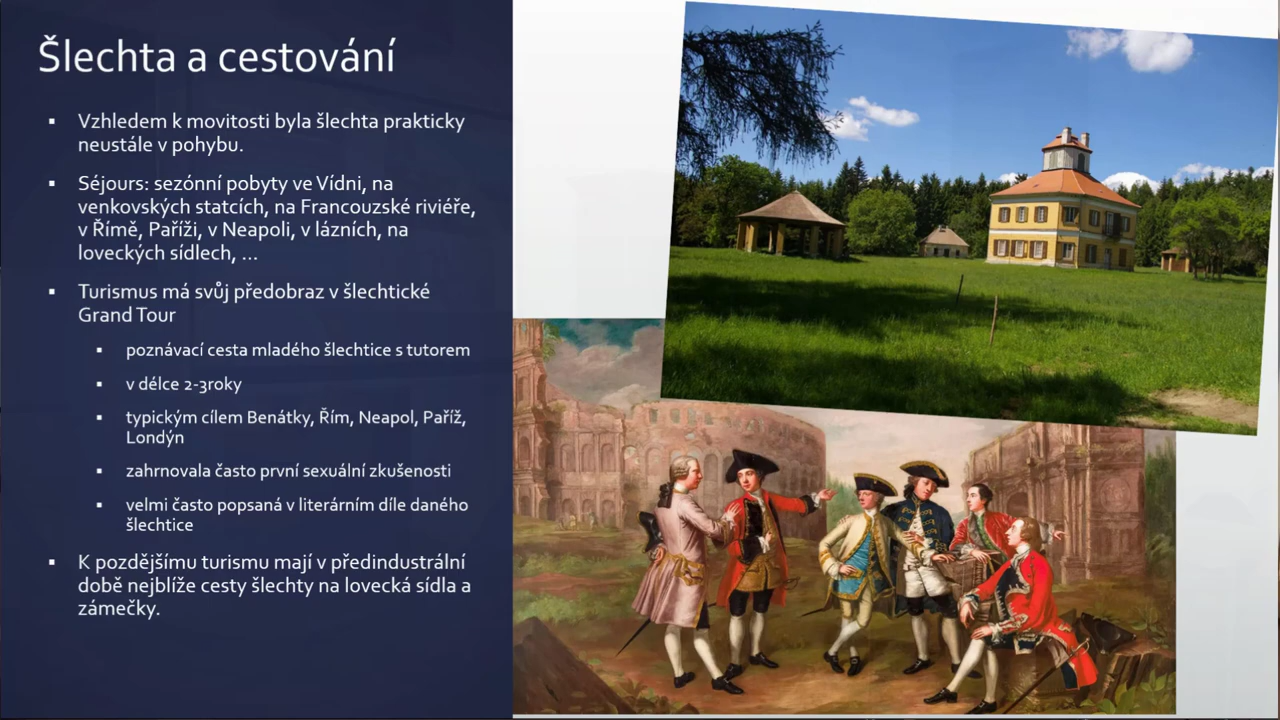 Šlechta a cestování
▪ Vzhledem k movitosti byla šlechta prakticky
neustále v pohybu.
▪ Séjours: sezónní pobyty ve Vídni, na
venkovských statcích, na Francouzské riviéře,
v Římě, Paříži, v Neapoli, v lázních, na
loveckých sídlech, ...
▪ Turismus má svůj předobraz v šlechtické
Grand Tour
▪ poznávací cesta mladého šlechtice s tutorem
▪ v délce 2-3roky
▪ typickým cílem Benátky, Řím, Neapol, Paříž,
Londýn
▪ zahrnovala často první sexuální zkušenosti
▪ velmi často popsaná v literárním díle daného
šlechtice
▪ K pozdějšímu turismu mají v předindustrální
době nejblíže cesty šlechty na lovecká sídla a
zámečky.